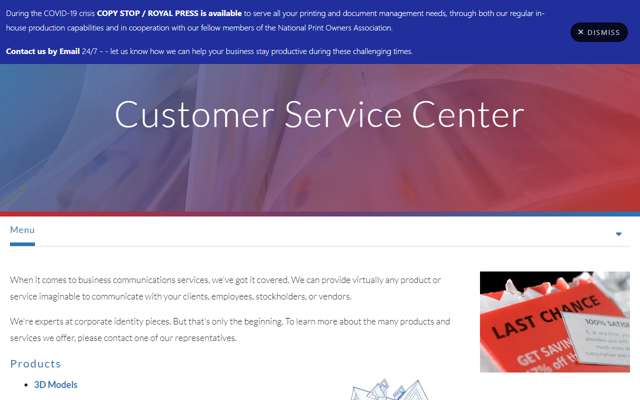 During the COVID-19 crisis COPY STOP / ROYAL PRESS is available to serve all your printing and document management needs, through both our regular in-
house production capabilities and in cooperation with our fellow members of the National Print Owners Association.
✕ DISMISS
Contact us by Email 24/7 - - let us know how we can help your business stay productive during these challenging times.
Customer Service Center
Menu
When it comes to business communications services, we've got it covered. We can provide virtually any product or
service imaginable to communicate with your clients, employees, stockholders, or vendors.
We're experts at corporate identity pieces. But that's only the beginning. To learn more about the many products and
services we offer, please contact one of our representatives.
LAST CHANCE
100% SATIS
GET SAVIN
7% off th
Products
3D Models